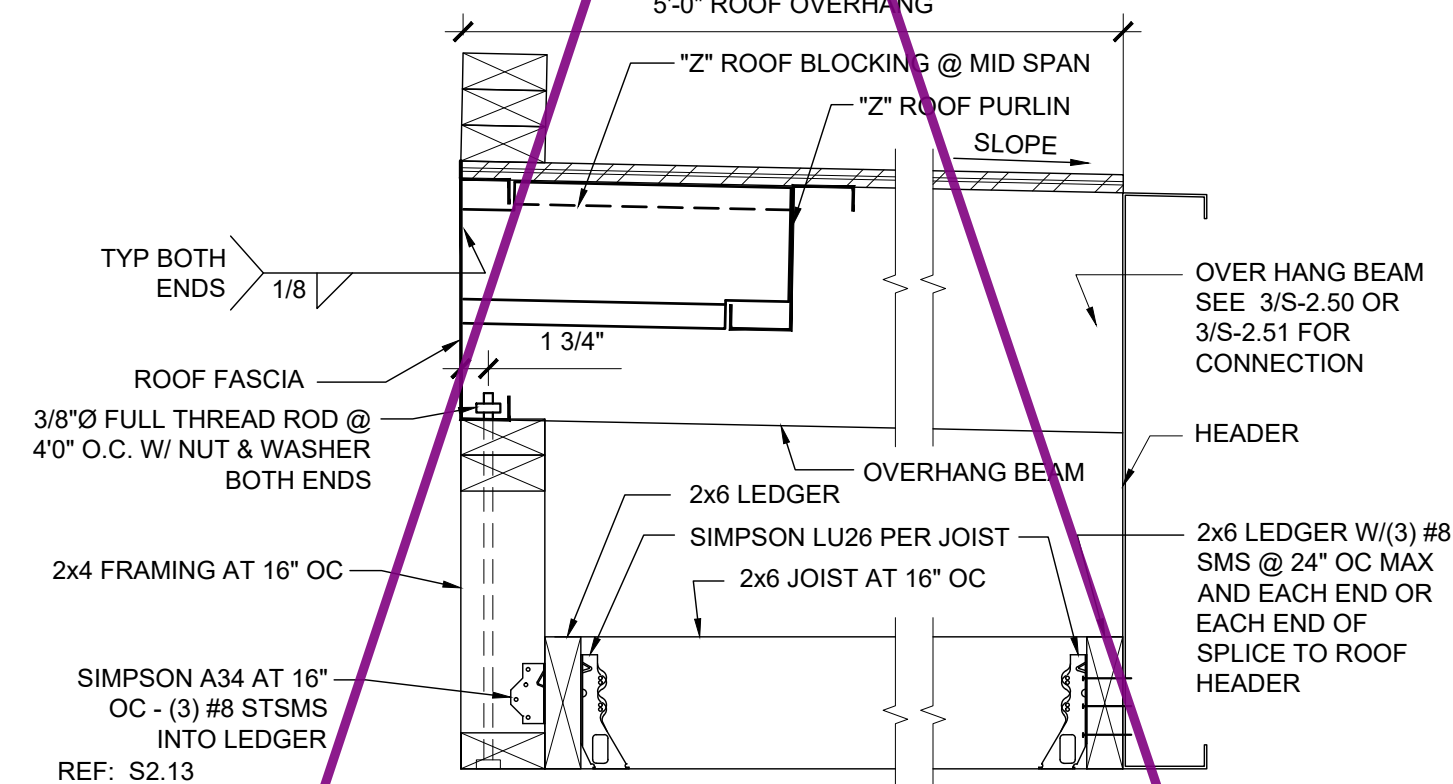 5'-0" ROOF OVERHANG
"Z" ROOF BLOCKING @ MID SPAN
"Z" ROOF PURLIN
SLOPE
TYP BOTH
ENDS
1/8
1 3/4"
OVER HANG BEAM
SEE 3/S-2.50 OR
3/S-2.51 FOR
CONNECTION
ROOF FASCIA
3/8"Ø FULL THREAD ROD @
4'0" O.C. W/ NUT & WASHER
BOTH ENDS
HEADER
OVERHANG BEAM
2x6 LEDGER
SIMPSON LU26 PER JOIST
2x6 JOIST AT 16" OC
2x4 FRAMING AT 16" OC
2x6 LEDGER W/(3) #8
SMS @ 24" OC MAX
AND EACH END OR
EACH END OF
SPLICE TO ROOF
HEADER
SIMPSON A34 AT 16"
OC - (3) #8 STSMS
INTO LEDGER
REF: S2.13